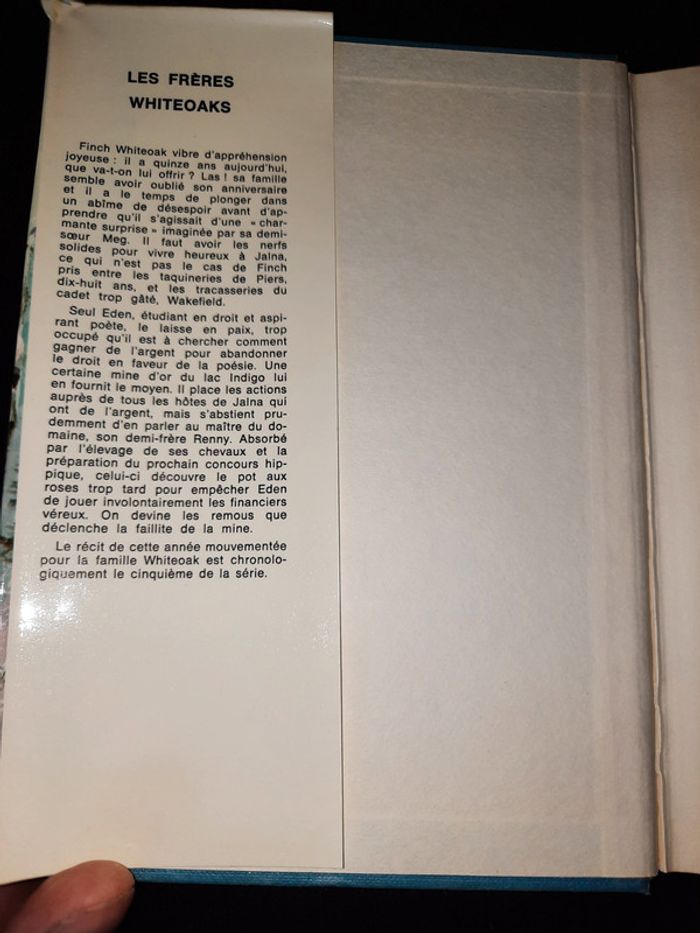 LES FRÈRES
WHITEOAKS
Finch Whiteoak vibre d'appréhension
joyeuse : il a quinze ans aujourd'hui,
que va-t-on lui offrir ? Las ! sa famille
semble avoir oublié son anniversaire
et il a le temps de plonger dans
un abîme de désespoir avant d'ap-
prendre qu'il s'agissait d'une « char-
mante surprise » imaginée par sa demi-
sœur Meg. Il faut avoir les nerfs
solides pour vivre heureux à Jalna,
ce qui n'est pas le cas de Finch
pris entre les taquineries de Piers,
dix-huit ans, et les tracasseries du
cadet trop gâté, Wakefield.
Seul Eden, étudiant en droit et aspi-
rant poète, le laisse en paix, trop
occupé qu'il est à chercher comment
gagner de l'argent pour abandonner
le droit en faveur de la poésie. Une
certaine mine d'or du lac Indigo lui
en fournit le moyen. Il place les actions
auprès de tous les hôtes de Jalna qui
ont de l'argent, mais s'abstient pru-
demment d'en parler au maître du do-
maine, son demi-frère Renny. Absorbé
par l'élevage de ses chevaux et la
préparation du prochain concours hip-
pique, celui-ci découvre le pot aux
roses trop tard pour empêcher Eden
de jouer involontairement les financiers
véreux. On devine les remous que
déclenche la faillite de la mine.
Le récit de cette année mouvementée
pour la famille Whiteoak est chronolo-
giquement le cinquième de la série.